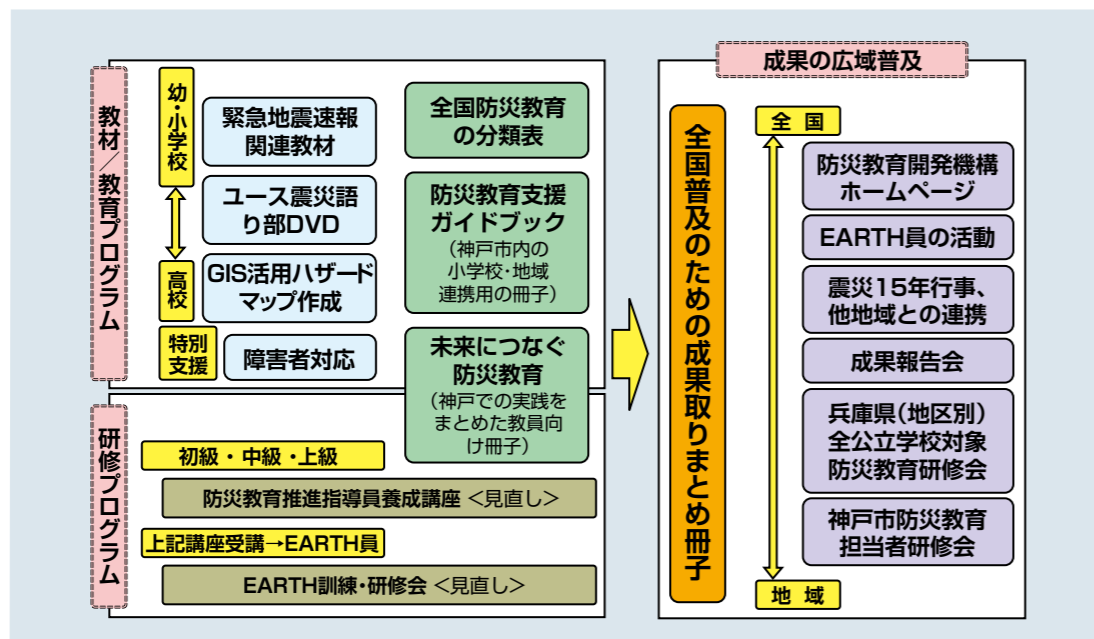 教材／教育プログラム
幼・小学校
高校
特別
支援
緊急地震速報
関連教材
ユース震災語
り部DVD
GIS活用ハザード
マップ作成
障害者対応
全国防災教育
の分類表
防災教育支援
ガイドブック
（神戸市内の
小学校・地域
連携用の冊子）
未来につなぐ
防災教育
（神戸での実践を
まとめた教員向
け冊子）
研修プログラム
初級・中級・上級
防災教育推進指導員養成講座 <見直し>
上記講座受講→EARTH員
EARTH訓練・研修会 <見直し>
成果の広域普及
全国普及のための成果取りまとめ冊子
全 国
防災教育開発機構
ホームページ
EARTH員の活動
震災15年行事、
他地域との連携
成果報告会
兵庫県（地区別）
全公立学校対象
防災教育研修会
神戸市防災教育
担当者研修会
地 域